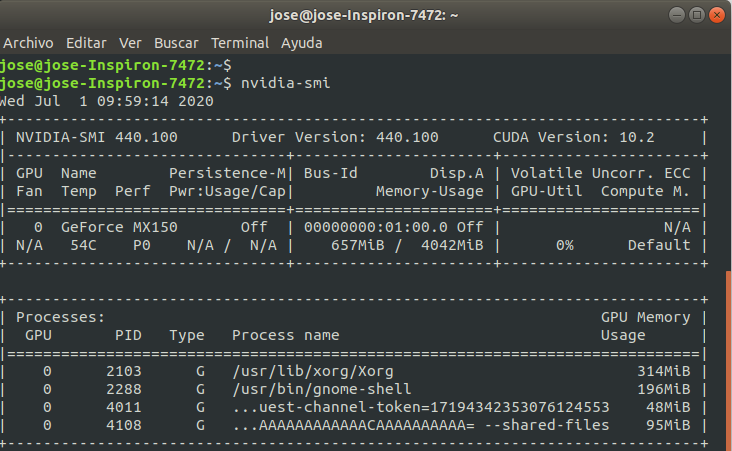 jose@jose-Inspiron-7472: ~
Archivo Editar Ver Buscar Terminal Ayuda
jose@jose-Inspiron-7472:~$
jose@jose-Inspiron-7472:~$ nvidia-smi
Wed Jul  1 09:59:14 2020
+-----------------------------------------------------------------------------+
| NVIDIA-SMI 440.100      Driver Version: 440.100      CUDA Version: 10.2     |
|-------------------------------+----------------------+----------------------+
| GPU  Name        Persistence-M| Bus-Id        Disp.A | Volatile Uncorr. ECC |
| Fan  Temp  Perf  Pwr:Usage/Cap|         Memory-Usage | GPU-Util  Compute M. |
|===============================+======================+======================|
|   0  GeForce MX150       Off  | 00000000:01:00.0 Off |                  N/A |
| N/A   54C    P0    N/A /  N/A |    657MiB /  4042MiB |      0%      Default |
+-------------------------------+----------------------+----------------------+
+-----------------------------------------------------------------------------+
| Processes:                                                       GPU Memory |
|  GPU       PID   Type   Process name                             Usage      |
|=============================================================================|
|    0      2103      G   /usr/lib/xorg/Xorg                           314MiB |
|    0      2288      G   /usr/bin/gnome-shell                         196MiB |
|    0      4011      G   ...uest-channel-token=17194342353076124553    48MiB |
|    0      4108      G   ...AAAAAAAAAAAACAAAAAAAAAA= --shared-files    95MiB |
+-----------------------------------------------------------------------------+